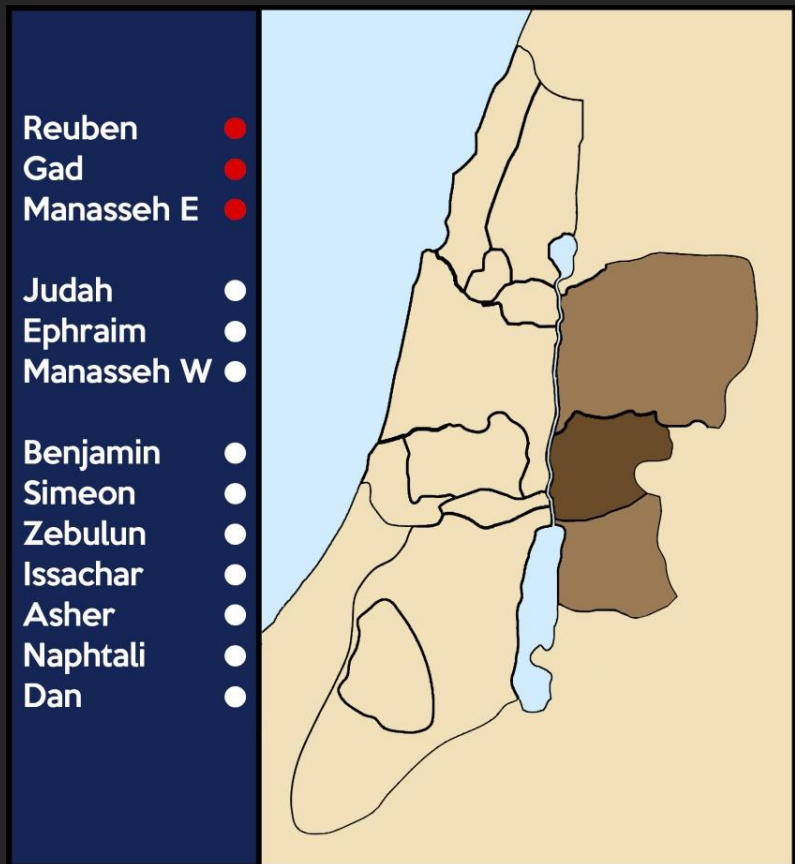 Reuben
Gad
Manasseh E
Judah
Ephraim
Manasseh W
Benjamin
Simeon
Zebulun
Issachar
Asher
Naphtali
Dan